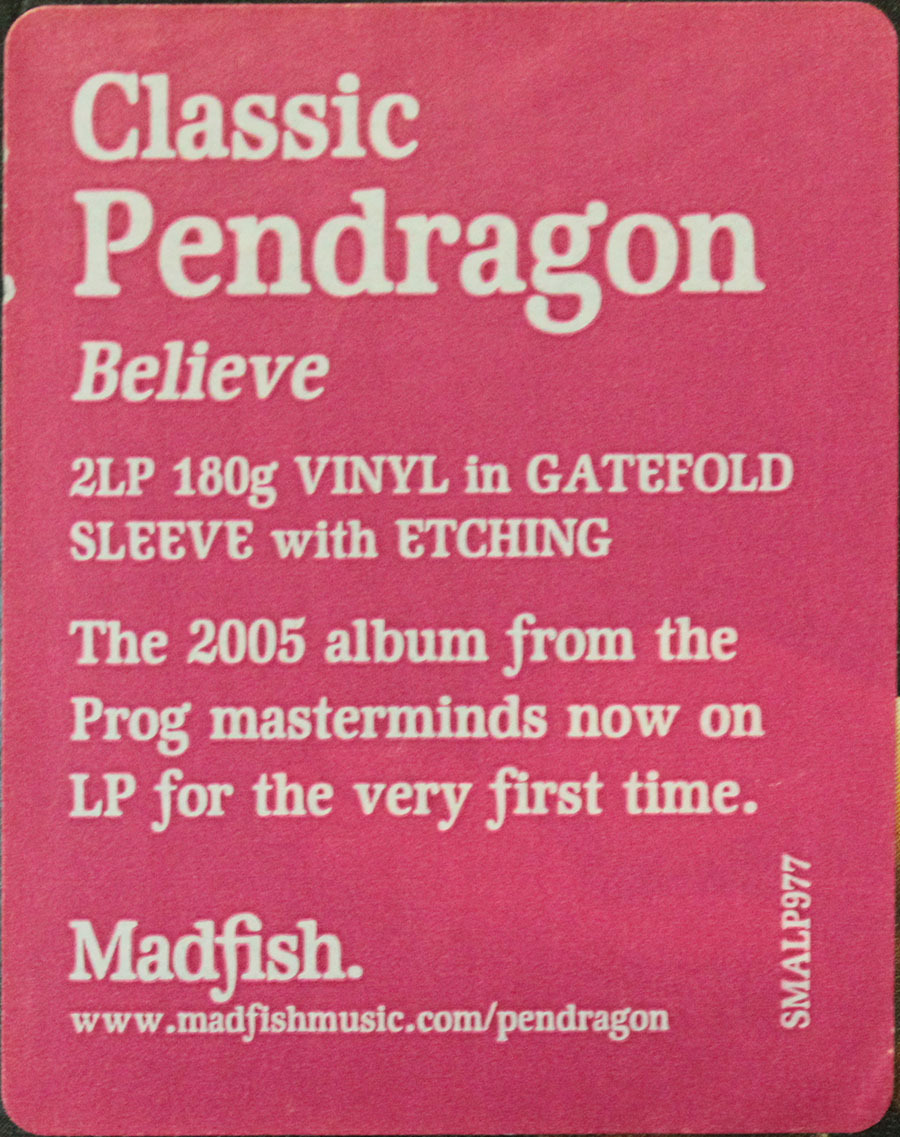 Classic
Pendragon
Believe
2LP 180g VINYL in GATEFOLD
SLEEVE with ETCHING
The 2005 album from the
Prog masterminds now on
LP for the very first time.
Madfish.
www.madfishmusic.com/pendragon
SMALP977